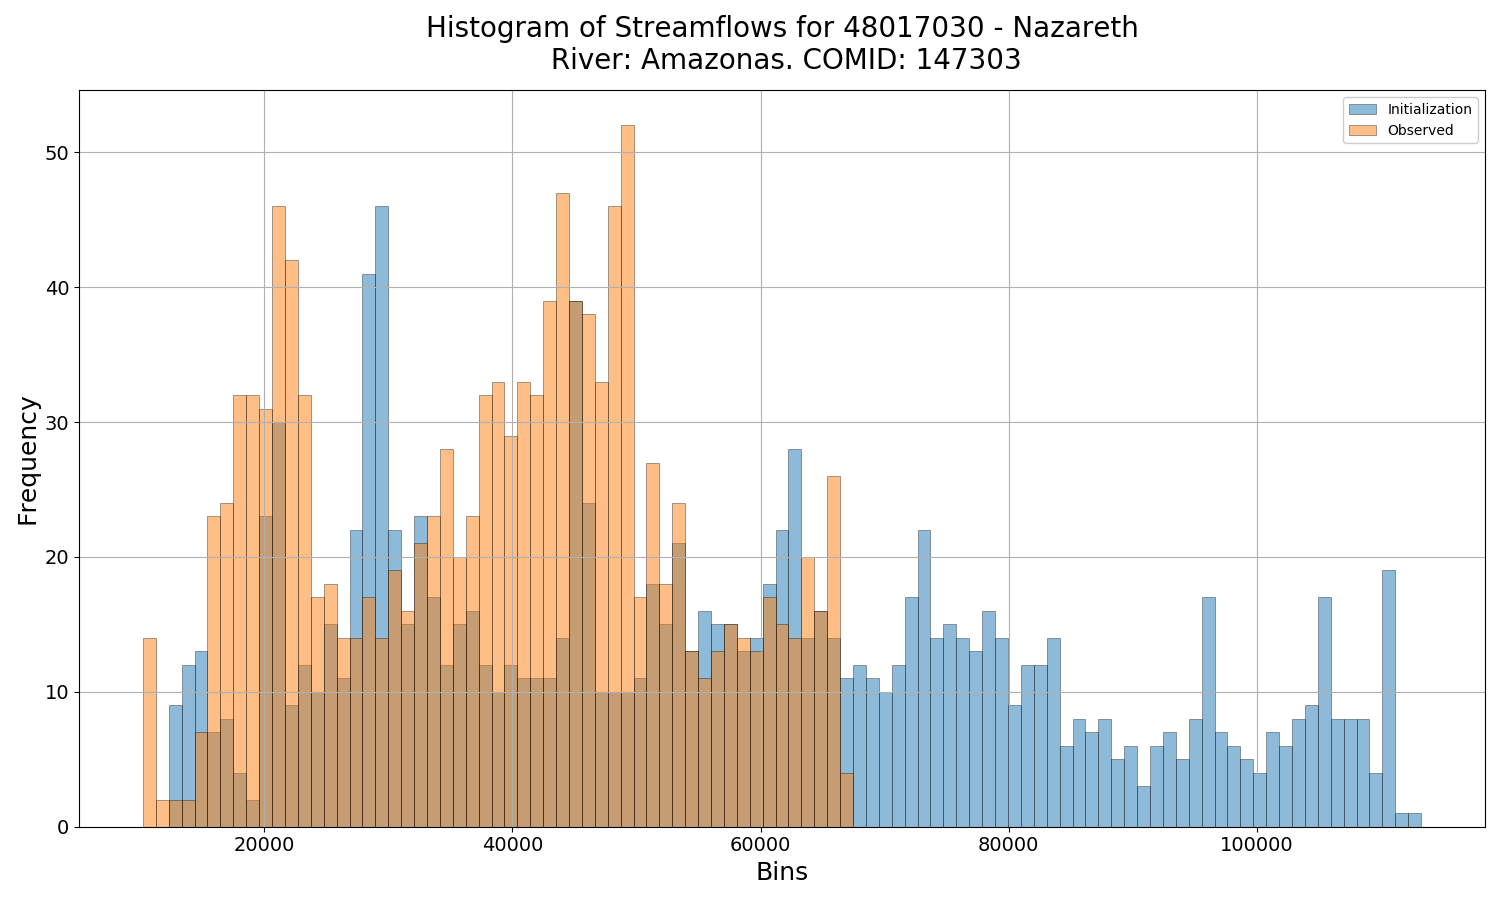 Histogram of Streamflows for 48017030 - Nazareth
River: Amazonas. COMID: 147303
Initialization
Observed
Frequency
50
40
30
20
10
0
20000 40000 60000 80000 100000
Bins